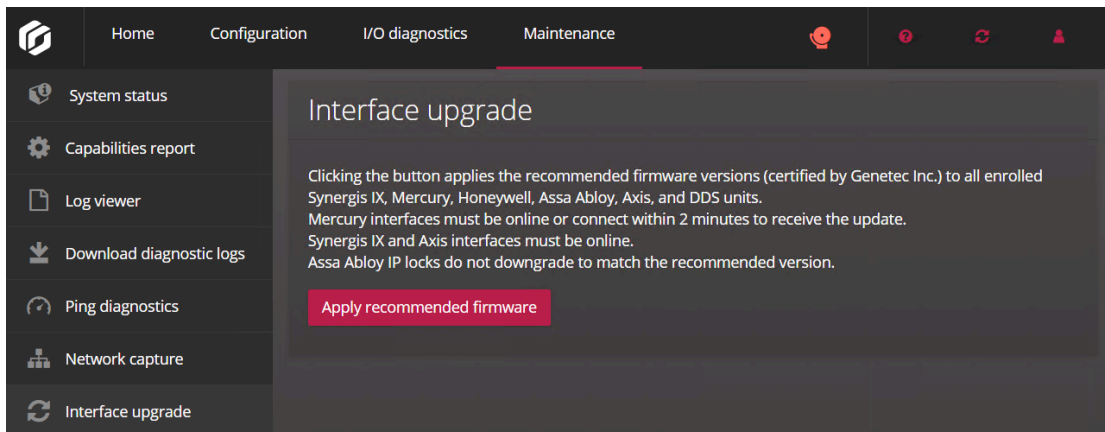 Home Configuration I/O diagnostics Maintenance
System status
Capabilities report
Log viewer
Download diagnostic logs
Ping diagnostics
Network capture
Interface upgrade
Interface upgrade
Clicking the button applies the recommended firmware versions (certified by Genetec Inc.) to all enrolled
Synergis IX, Mercury, Honeywell, Assa Abloy, Axis, and DDS units.
Mercury interfaces must be online or connect within 2 minutes to receive the update.
Synergis IX and Axis interfaces must be online.
Assa Abloy IP locks do not downgrade to match the recommended version.
Apply recommended firmware